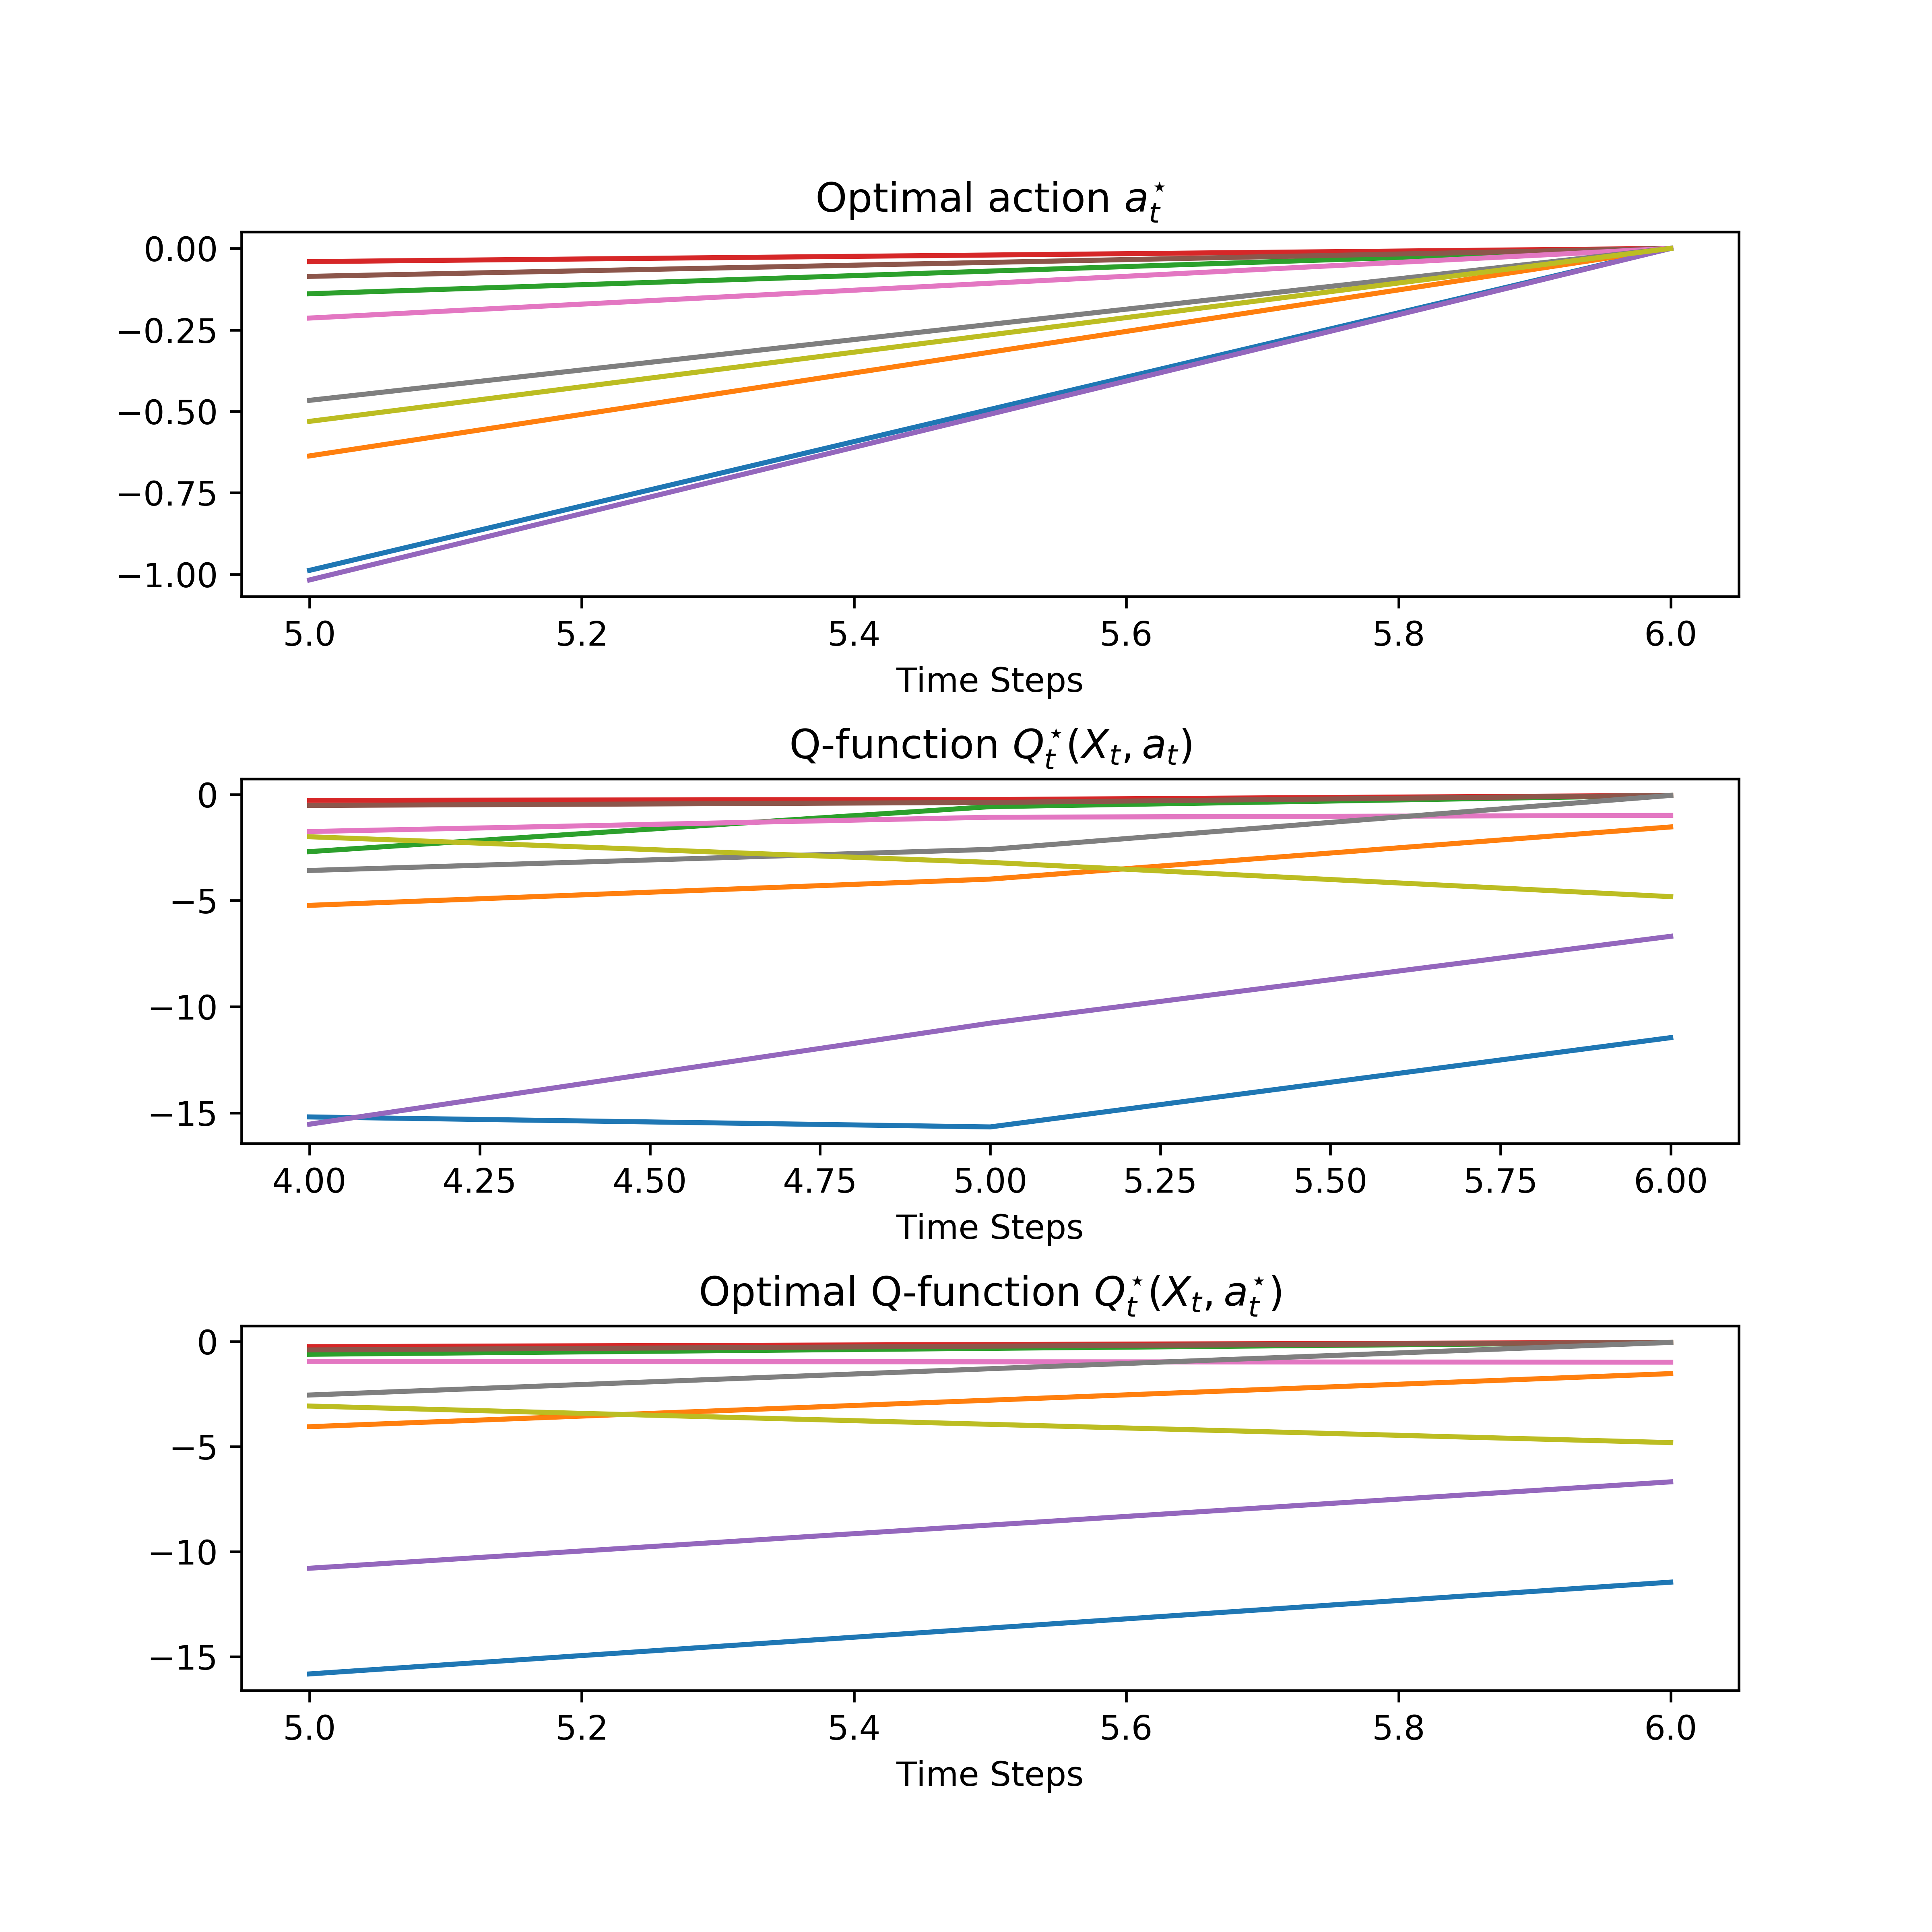 Optimal action a_t^⋆
0.00
−0.25
−0.50
−0.75
−1.00
5.0 5.2 5.4 5.6 5.8 6.0
Time Steps
Q-function Q_t^⋆(X_t, a_t)
0
−5
−10
−15
4.00 4.25 4.50 4.75 5.00 5.25 5.50 5.75 6.00
Time Steps
Optimal Q-function Q_t^⋆(X_t, a_t^⋆)
0
−5
−10
−15
5.0 5.2 5.4 5.6 5.8 6.0
Time Steps